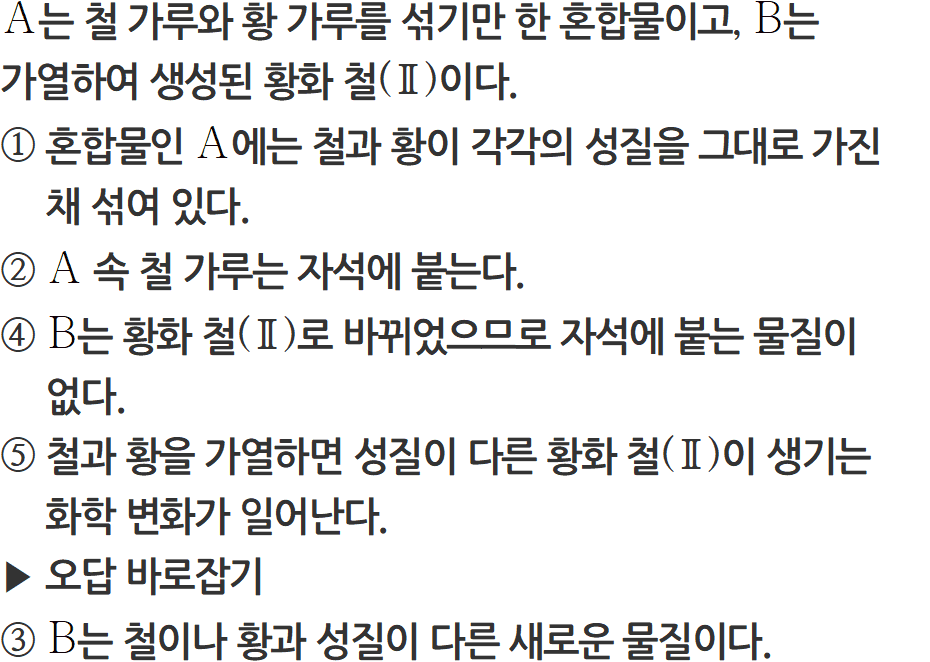 A는 철 가루와 황 가루를 섞기만 한 혼합물이고, B는
가열하여 생성된 황화 철(Ⅱ)이다.
① 혼합물인 A에는 철과 황이 각각의 성질을 그대로 가진
채 섞여 있다.
② A 속 철 가루는 자석에 붙는다.
④ B는 황화 철(Ⅱ)로 바뀌었으므로 자석에 붙는 물질이
없다.
⑤ 철과 황을 가열하면 성질이 다른 황화 철(Ⅱ)이 생기는
화학 변화가 일어난다.
▶ 오답 바로잡기
③ B는 철이나 황과 성질이 다른 새로운 물질이다.